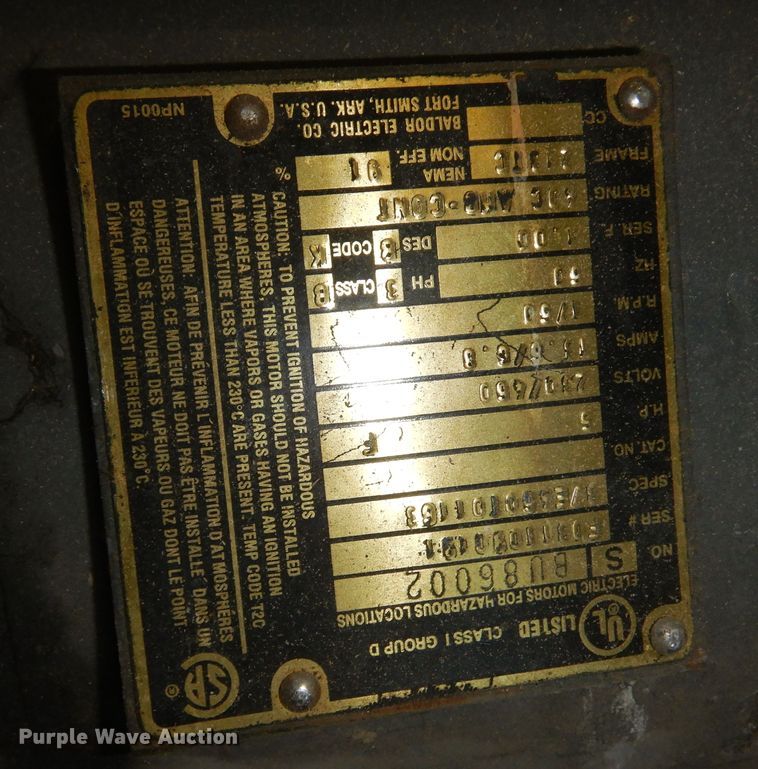 UL LISTED CLASS I GROUP D
ELECTRIC MOTORS FOR HAZARDOUS LOCATIONS
NO. S BU86002
SER #
SPEC
CAT. NO
H.P. 5 F
VOLTS
AMPS
R.P.M.
HZ 60 PH 3 CLASS B
SER. F. 1.00 DES B CODE K
RATING 40C AMB-CONT
FRAME NEMA NOM EFF. %
CC
BALDOR ELECTRIC CO.
FORT SMITH, ARK. U.S.A.
CAUTION: TO PREVENT IGNITION OF HAZARDOUS
ATMOSPHERES, THIS MOTOR SHOULD NOT BE INSTALLED
IN AN AREA WHERE VAPORS OR GASES HAVING AN IGNITION
TEMPERATURE LESS THAN 230°C ARE PRESENT. TEMP CODE T2C
ATTENTION: AFIN DE PRÉVENIR L'INFLAMMATION D'ATMOSPHÈRES
DANGEREUSES, CE MOTEUR NE DOIT PAS ÊTRE INSTALLÉ DANS UN
ESPACE OÙ SE TROUVENT DES VAPEURS OU GAZ DONT LE POINT
D'INFLAMMATION EST INFÉRIEUR À 230°C.
SA ®
NP0015
Purple Wave Auction